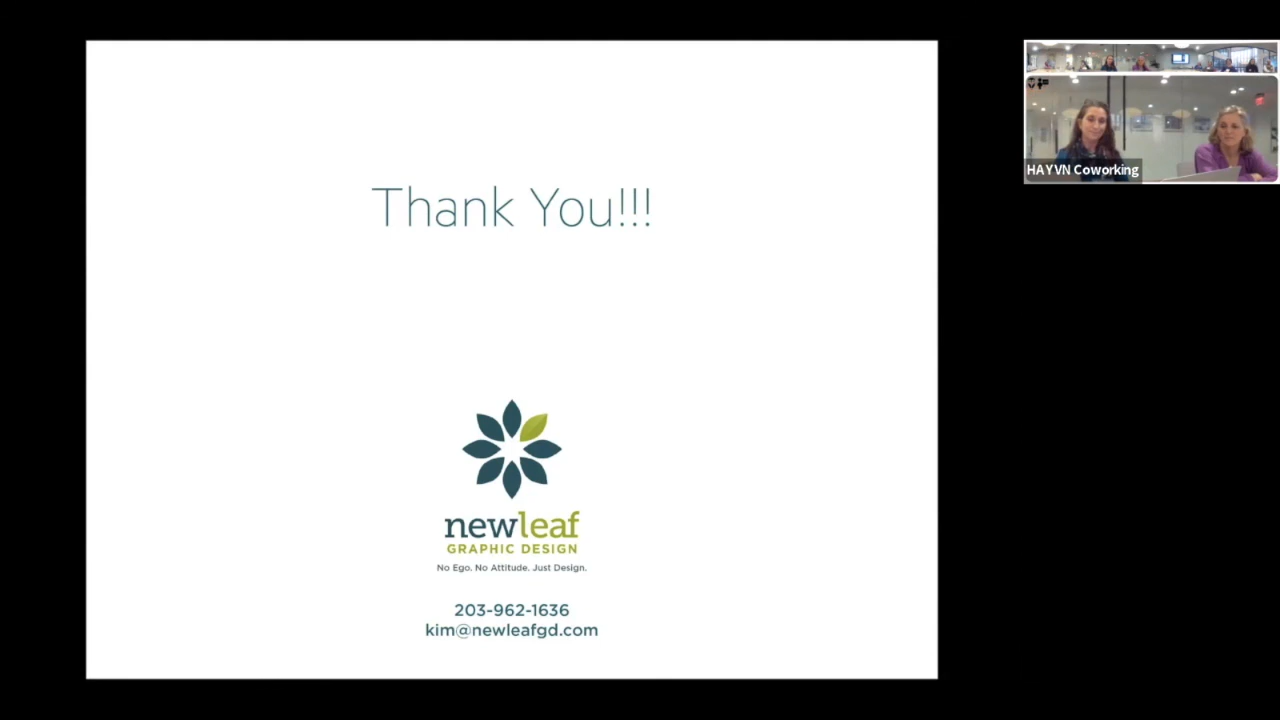 Thank You!!!
newleaf
GRAPHIC DESIGN
No Ego. No Attitude. Just Design.
203-962-1636
kim@newleafgd.com
HAYVN Coworking